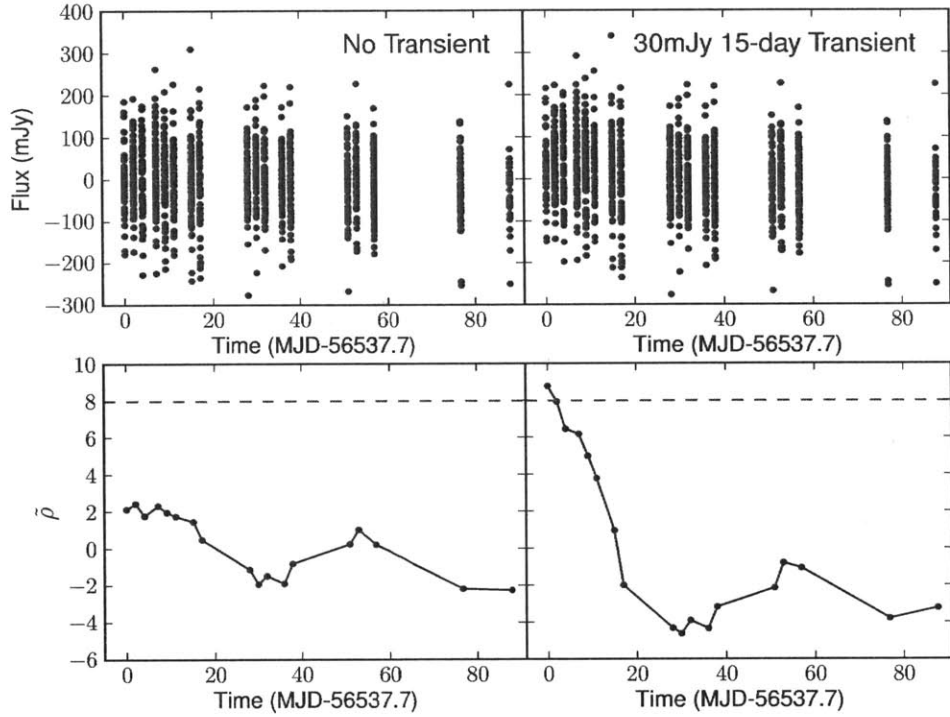 400
300
200
100
0
−100
−200
−300
Flux (mJy)
No Transient
30mJy 15-day Transient
0 20 40 60 80
0 20 40 60 80
Time (MJD-56537.7)
Time (MJD-56537.7)
10
8
6
4
2
0
−2
−4
−6
ρ̃
0 20 40 60 80
0 20 40 60 80
Time (MJD-56537.7)
Time (MJD-56537.7)